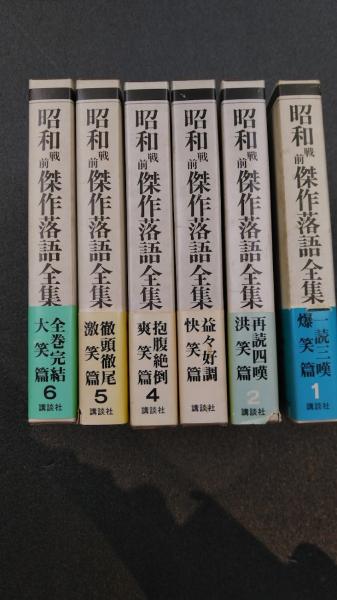 昭和戦前傑作落語全集
一読三嘆
爆笑篇
1
講談社
昭和戦前傑作落語全集
再読四嘆
洪笑篇
2
講談社
昭和戦前傑作落語全集
益々好調
快笑篇
講談社
昭和戦前傑作落語全集
抱腹絶倒
爽笑篇
4
講談社
昭和戦前傑作落語全集
徹頭徹尾
激笑篇
5
講談社
昭和戦前傑作落語全集
全巻完結
大笑篇
6
講談社